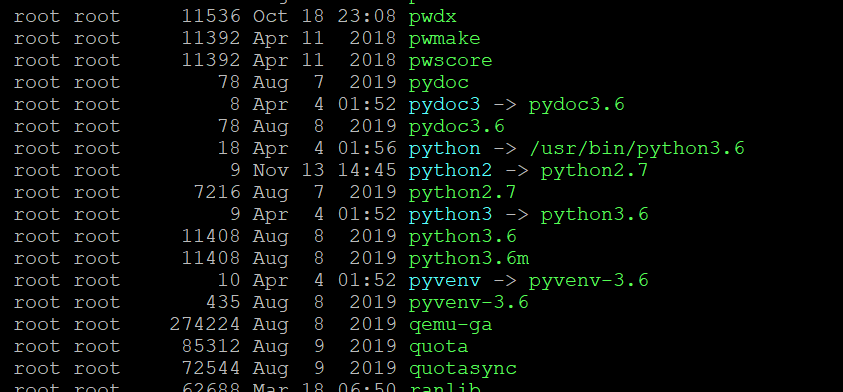 root root 11536 Oct 18 23:08 pwdx
root root 11392 Apr 11 2018 pwmake
root root 11392 Apr 11 2018 pwscore
root root 78 Aug 7 2019 pydoc
root root 8 Apr 4 01:52 pydoc3 -> pydoc3.6
root root 78 Aug 8 2019 pydoc3.6
root root 18 Apr 4 01:56 python -> /usr/bin/python3.6
root root 9 Nov 13 14:45 python2 -> python2.7
root root 7216 Aug 7 2019 python2.7
root root 9 Apr 4 01:52 python3 -> python3.6
root root 11408 Aug 8 2019 python3.6
root root 11408 Aug 8 2019 python3.6m
root root 10 Apr 4 01:52 pyvenv -> pyvenv-3.6
root root 435 Aug 8 2019 pyvenv-3.6
root root 274224 Aug 8 2019 qemu-ga
root root 85312 Aug 9 2019 quota
root root 72544 Aug 9 2019 quotasync
root root 62688 Mar 18 06:50 ranlib